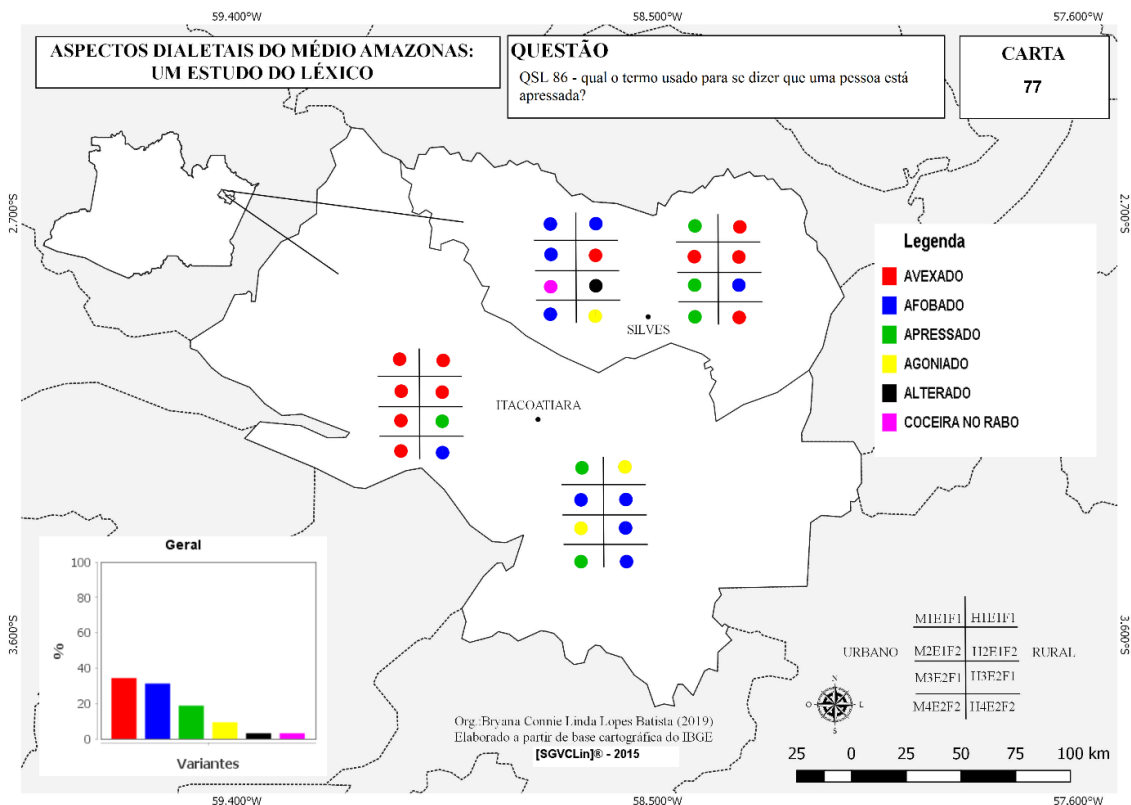 59.400°W
58.500°W
57.600°W
ASPECTOS DIALETAIS DO MÉDIO AMAZONAS:
UM ESTUDO DO LÉXICO
QUESTÃO
QSL 86 - qual o termo usado para se dizer que uma pessoa está
apressada?
CARTA
77
2.700°S
2.700°S
Legenda
AVEXADO
AFOBADO
APRESSADO
AGONIADO
ALTERADO
COCEIRA NO RABO
SILVES
ITACOATIARA
Geral
100
80
60
40
20
0
%
Variantes
3.600°S
3.600°S
M1E1F1 H1E1F1
URBANO M2E1F2 H2E1F2 RURAL
M3E2F1 H3E2F1
M4E2F2 H4E2F2
N
O L
S
Org.:Bryana Connie Linda Lopes Batista (2019)
Elaborado a partir de base cartográfica do IBGE
[SGVCLin]® - 2015
25 0 25 50 75 100 km
59.400°W
58.500°W
57.600°W